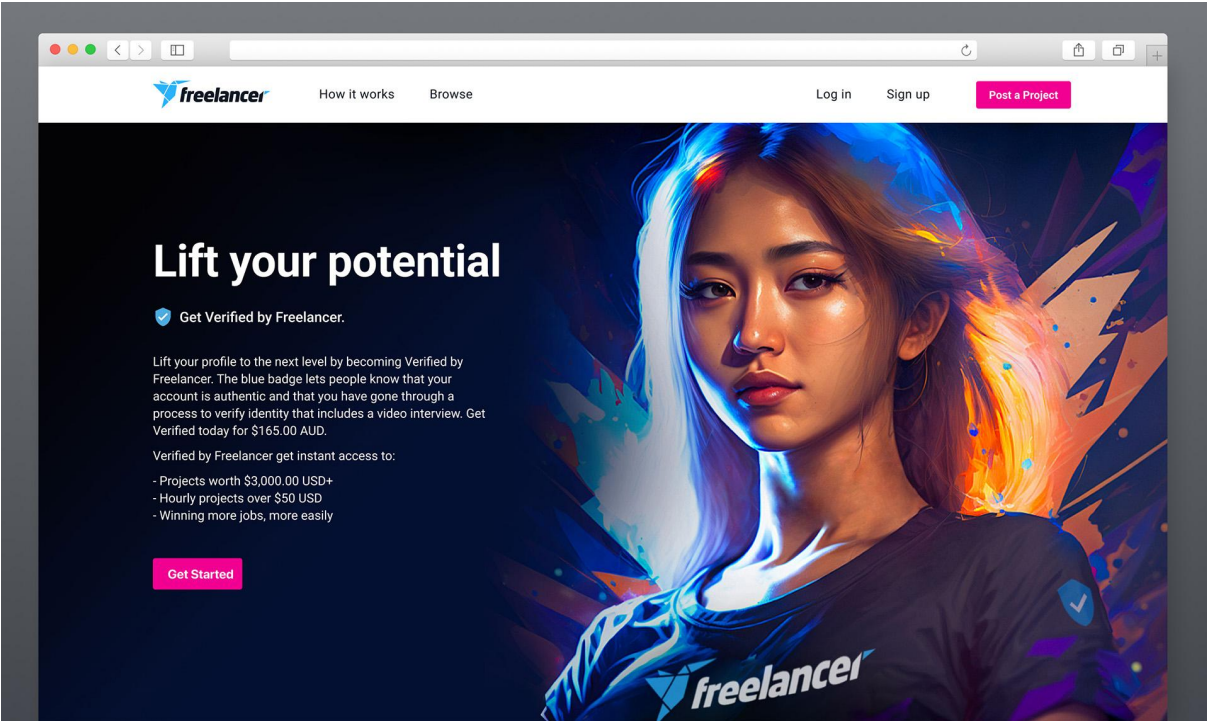 freelancer
How it works
Browse
Log in
Sign up
Post a Project
Lift your potential
Get Verified by Freelancer.
Lift your profile to the next level by becoming Verified by
Freelancer. The blue badge lets people know that your
account is authentic and that you have gone through a
process to verify identity that includes a video interview. Get
Verified today for $165.00 AUD.
Verified by Freelancer get instant access to:
- Projects worth $3,000.00 USD+
- Hourly projects over $50 USD
- Winning more jobs, more easily
Get Started
freelancer